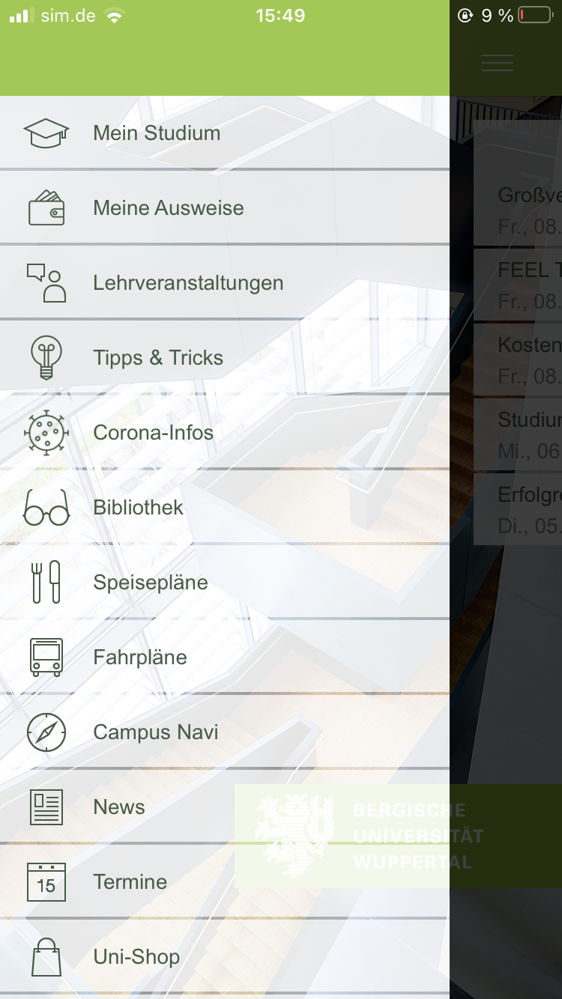 sim.de
15:49
9 %
Mein Studium
Meine Ausweise
Lehrveranstaltungen
Tipps & Tricks
Corona-Infos
Bibliothek
Speisepläne
Fahrpläne
Campus Navi
News
15
Termine
Uni-Shop
Großve
Fr., 08.
FEEL T
Fr., 08.
Kosten
Fr., 08.
Studiur
Mi., 06
Erfolgre
Di., 05.
BERGISCHE
UNIVERSITÄT
WUPPERTAL